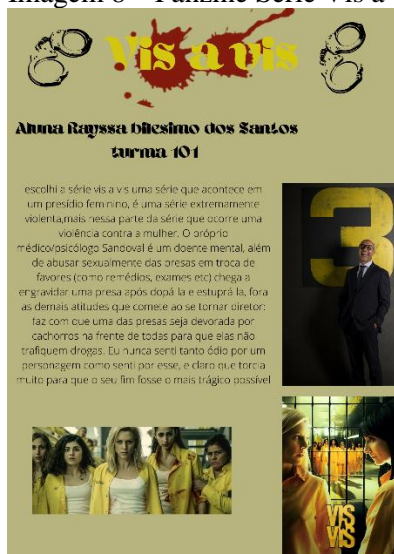 Imagem 8 – Fanzine Série Vis a
Vis a vis
Aluna Rayssa bitesimo dos Santos
turma 101
escolhi a série vis a vis uma série que acontece em
um presídio feminino, é uma série extremamente
violenta,mais nessa parte da série que ocorre uma
violência contra a mulher. O próprio
médico/psicólogo Sandoval é um doente mental, além
de abusar sexualmente das presas em troca de
favores (como remédios, exames etc) chega a
engravidar uma presa após dopá la e estuprá la, fora
as demais atitudes que comete ao se tornar diretor:
faz com que uma das presas seja devorada por
cachorros na frente de todas para que elas não
trafiquem drogas. Eu nunca senti tanto ódio por um
personagem como senti por esse, e claro que torcia
muito para que o seu fim fosse o mais trágico possível
3
VIS
VIS